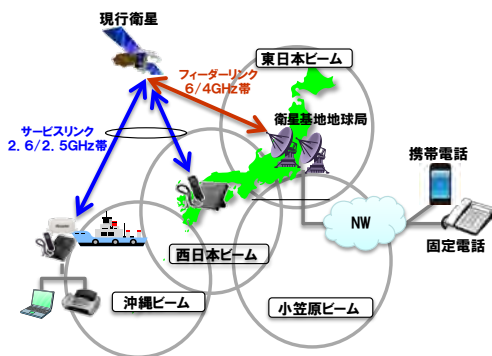 現行衛星
東日本ビーム
フィーダーリンク
6/4GHz帯
衛星基地地球局
サービスリンク
2.6/2.5GHz帯
携帯電話
NW
固定電話
西日本ビーム
沖縄ビーム
小笠原ビーム